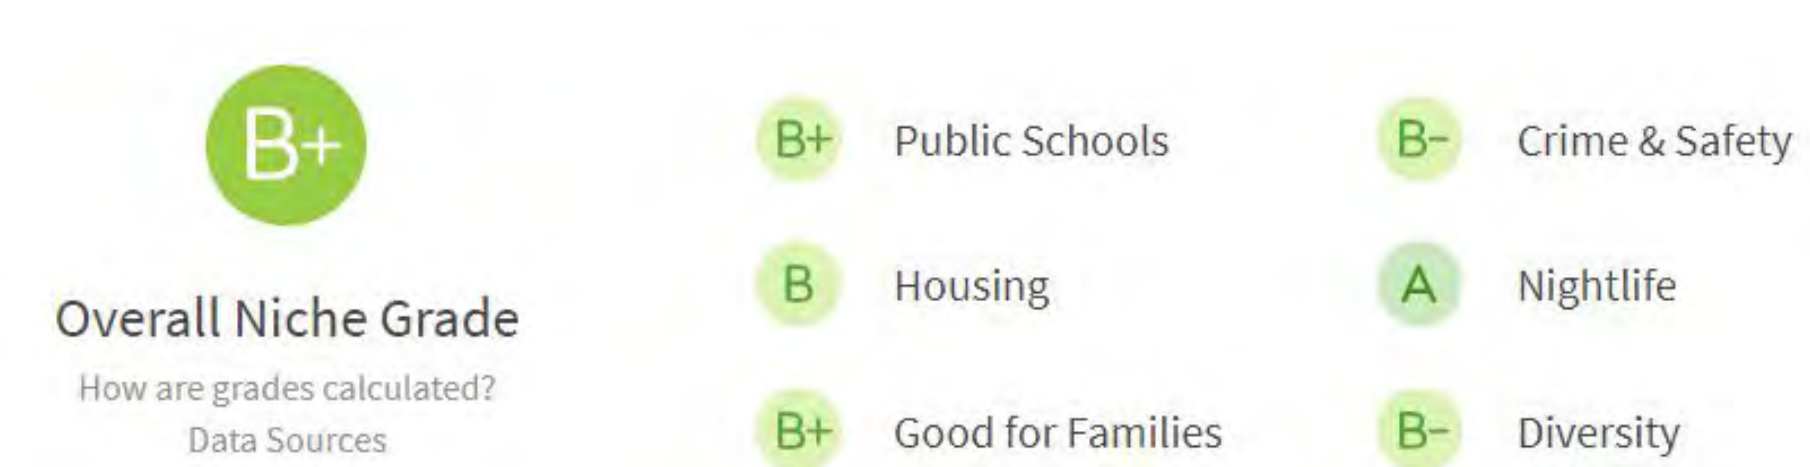 B+
Overall Niche Grade
How are grades calculated?
Data Sources
B+ Public Schools
B Housing
B+ Good for Families
B- Crime & Safety
A Nightlife
B- Diversity